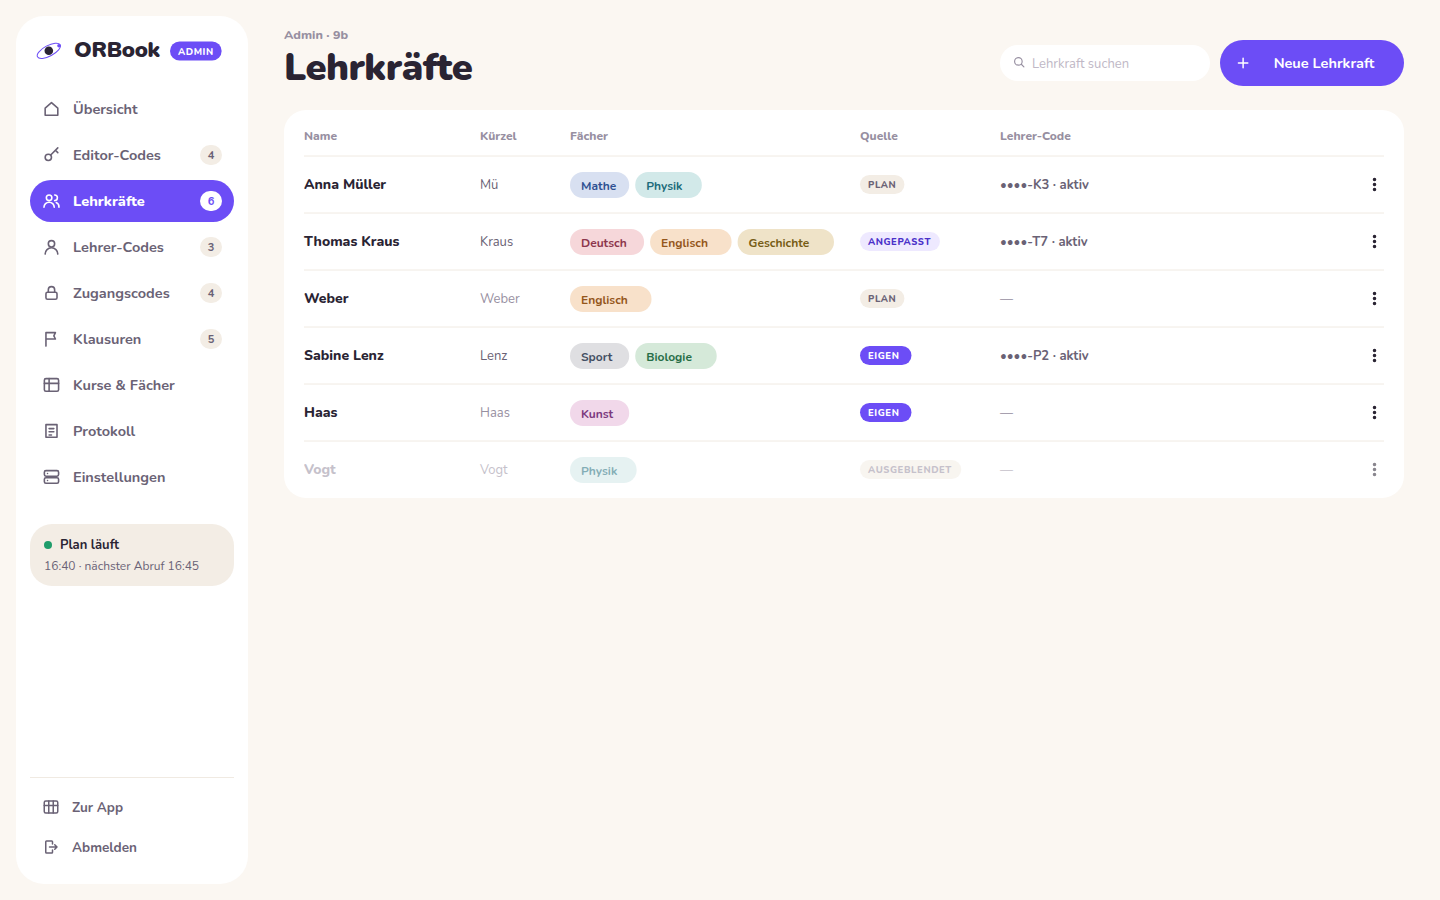 ORBook ADMIN
Übersicht
Editor-Codes 4
Lehrkräfte 6
Lehrer-Codes 3
Zugangscodes 4
Klausuren 5
Kurse & Fächer
Protokoll
Einstellungen
Plan läuft
16:40 · nächster Abruf 16:45
Zur App
Abmelden
Admin · 9b
Lehrkräfte
Lehrkraft suchen
+ Neue Lehrkraft
Name Kürzel Fächer Quelle Lehrer-Code
Anna Müller Mü Mathe Physik PLAN ••••-K3 · aktiv
Thomas Kraus Kraus Deutsch Englisch Geschichte ANGEPASST ••••-T7 · aktiv
Weber Weber Englisch PLAN —
Sabine Lenz Lenz Sport Biologie EIGEN ••••-P2 · aktiv
Haas Haas Kunst EIGEN —
Vogt Vogt Physik AUSGEBLENDET —